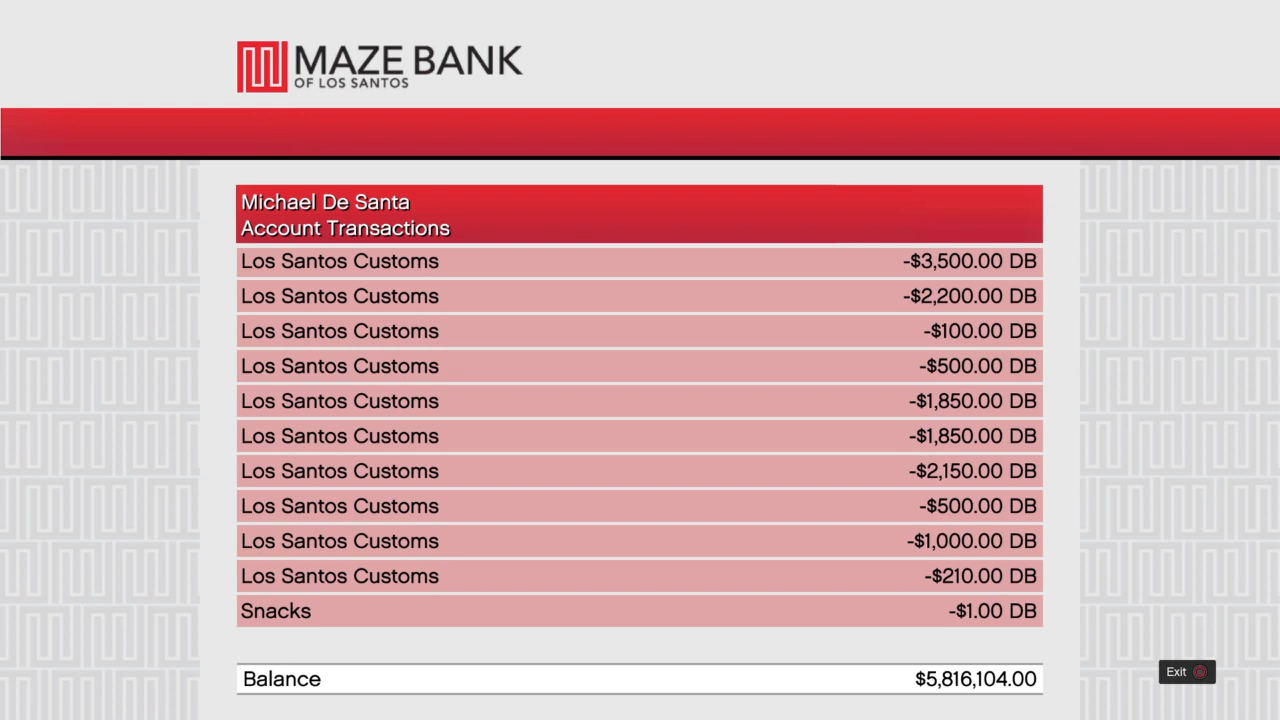 MAZE BANK
OF LOS SANTOS
Michael De Santa
Account Transactions
Los Santos Customs -$3,500.00 DB
Los Santos Customs -$2,200.00 DB
Los Santos Customs -$100.00 DB
Los Santos Customs -$500.00 DB
Los Santos Customs -$1,850.00 DB
Los Santos Customs -$1,850.00 DB
Los Santos Customs -$2,150.00 DB
Los Santos Customs -$500.00 DB
Los Santos Customs -$1,000.00 DB
Los Santos Customs -$210.00 DB
Snacks -$1.00 DB
Balance $5,816,104.00
Exit